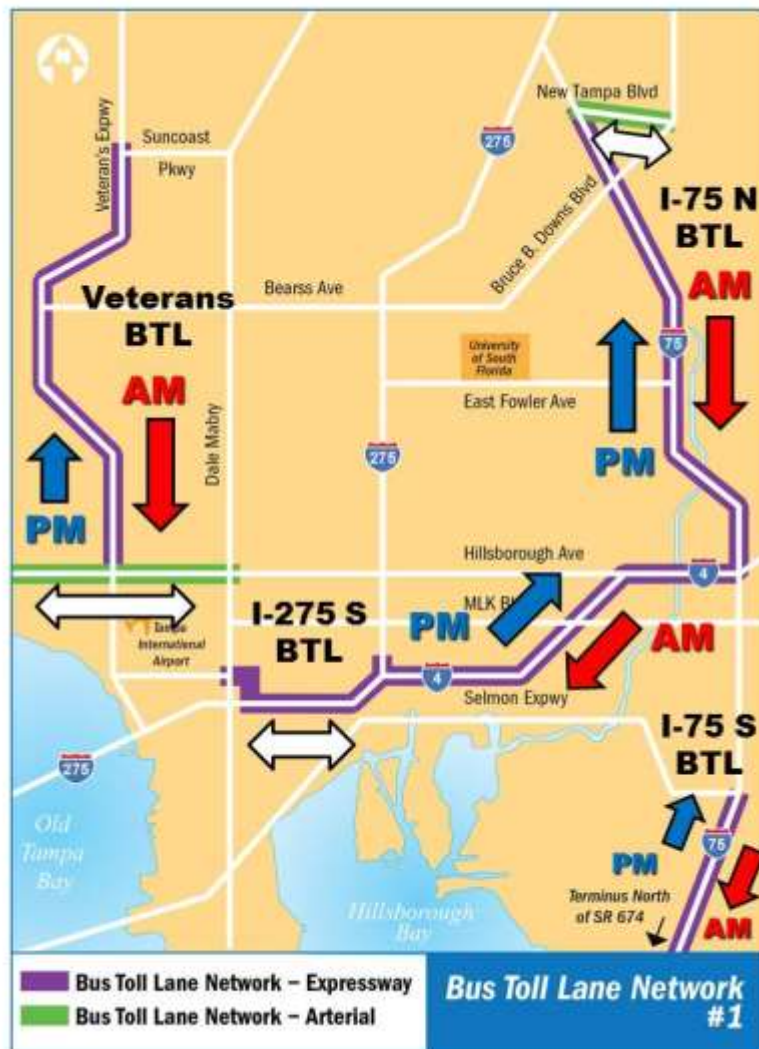 N
New Tampa Blvd
Veteran's Expwy
Suncoast
Pkwy
275
Bruce B. Downs Blvd
I-75 N
BTL
AM
Veterans
BTL
Bearss Ave
University
of South
Florida
75
East Fowler Ave
AM
PM
Dale Mabry
275
PM
Hillsborough Ave
4
MLK
PM
AM
I-275 S
BTL
Tampa
International
Airport
4
Selmon Expwy
I-75 S
BTL
275
Old
Tampa
Bay
Hillsborough
Bay
75
PM
Terminus North
of SR 674
AM
Bus Toll Lane Network – Expressway
Bus Toll Lane Network – Arterial
Bus Toll Lane Network
#1